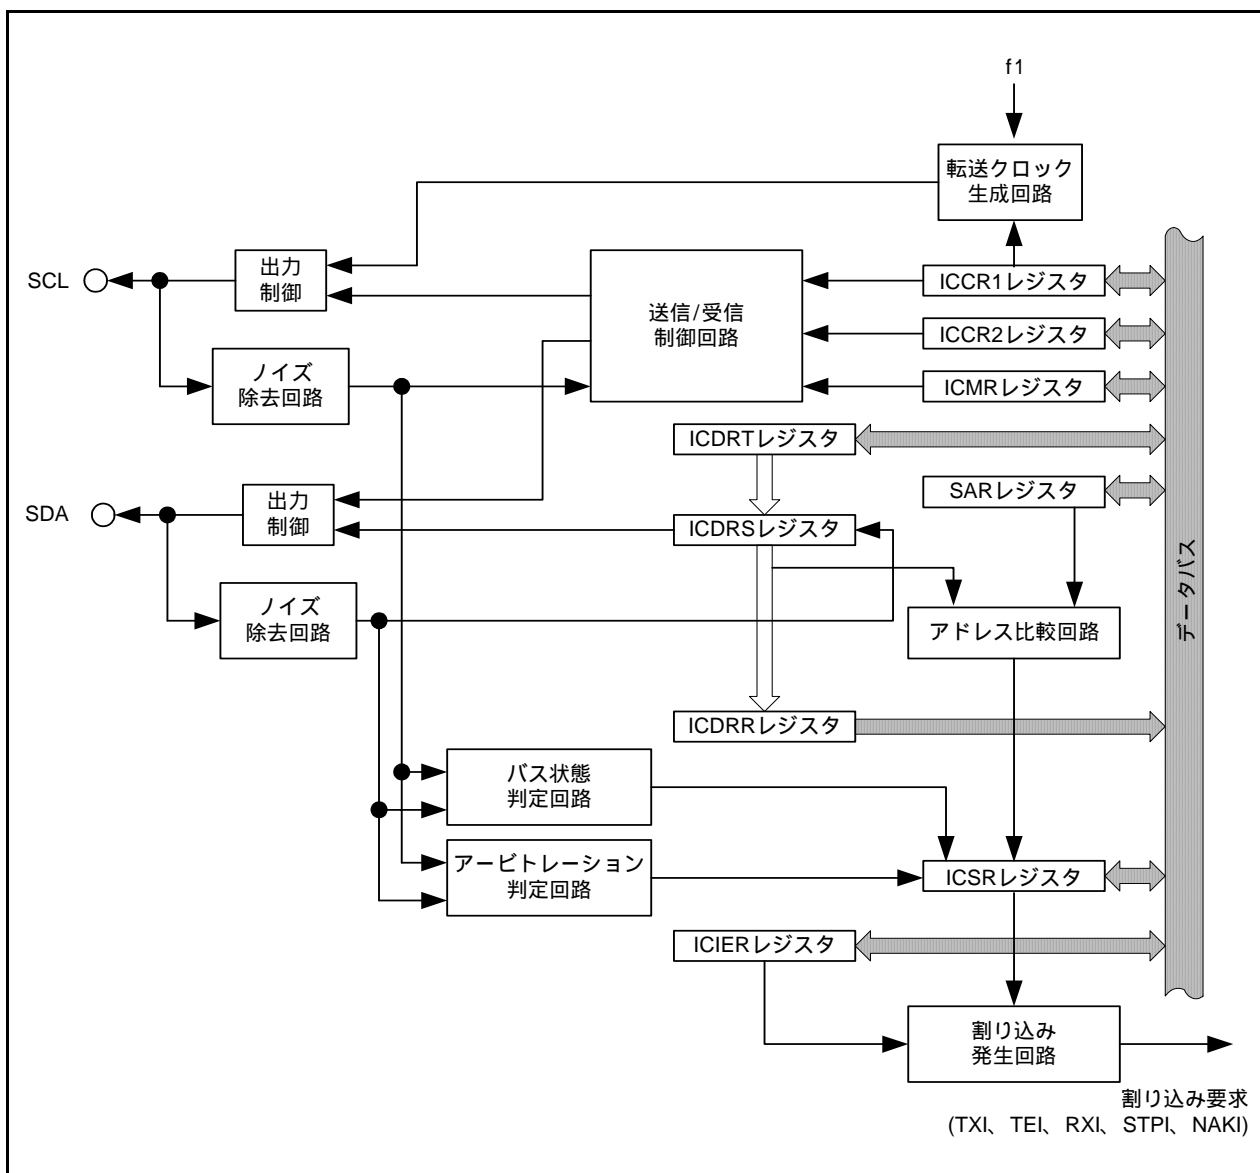 f1
転送クロック
生成回路
SCL
出力
制御
送信/受信
制御回路
ICCR1レジスタ
ICCR2レジスタ
ノイズ
除去回路
ICMRレジスタ
ICDRTレジスタ
SARレジスタ
SDA
出力
制御
ICDRSレジスタ
データバス
ノイズ
除去回路
アドレス比較回路
ICDRRレジスタ
バス状態
判定回路
アービトレーション
判定回路
ICSRレジスタ
ICIERレジスタ
割り込み
発生回路
割り込み要求
(TXI、TEI、RXI、STPI、NAKI)